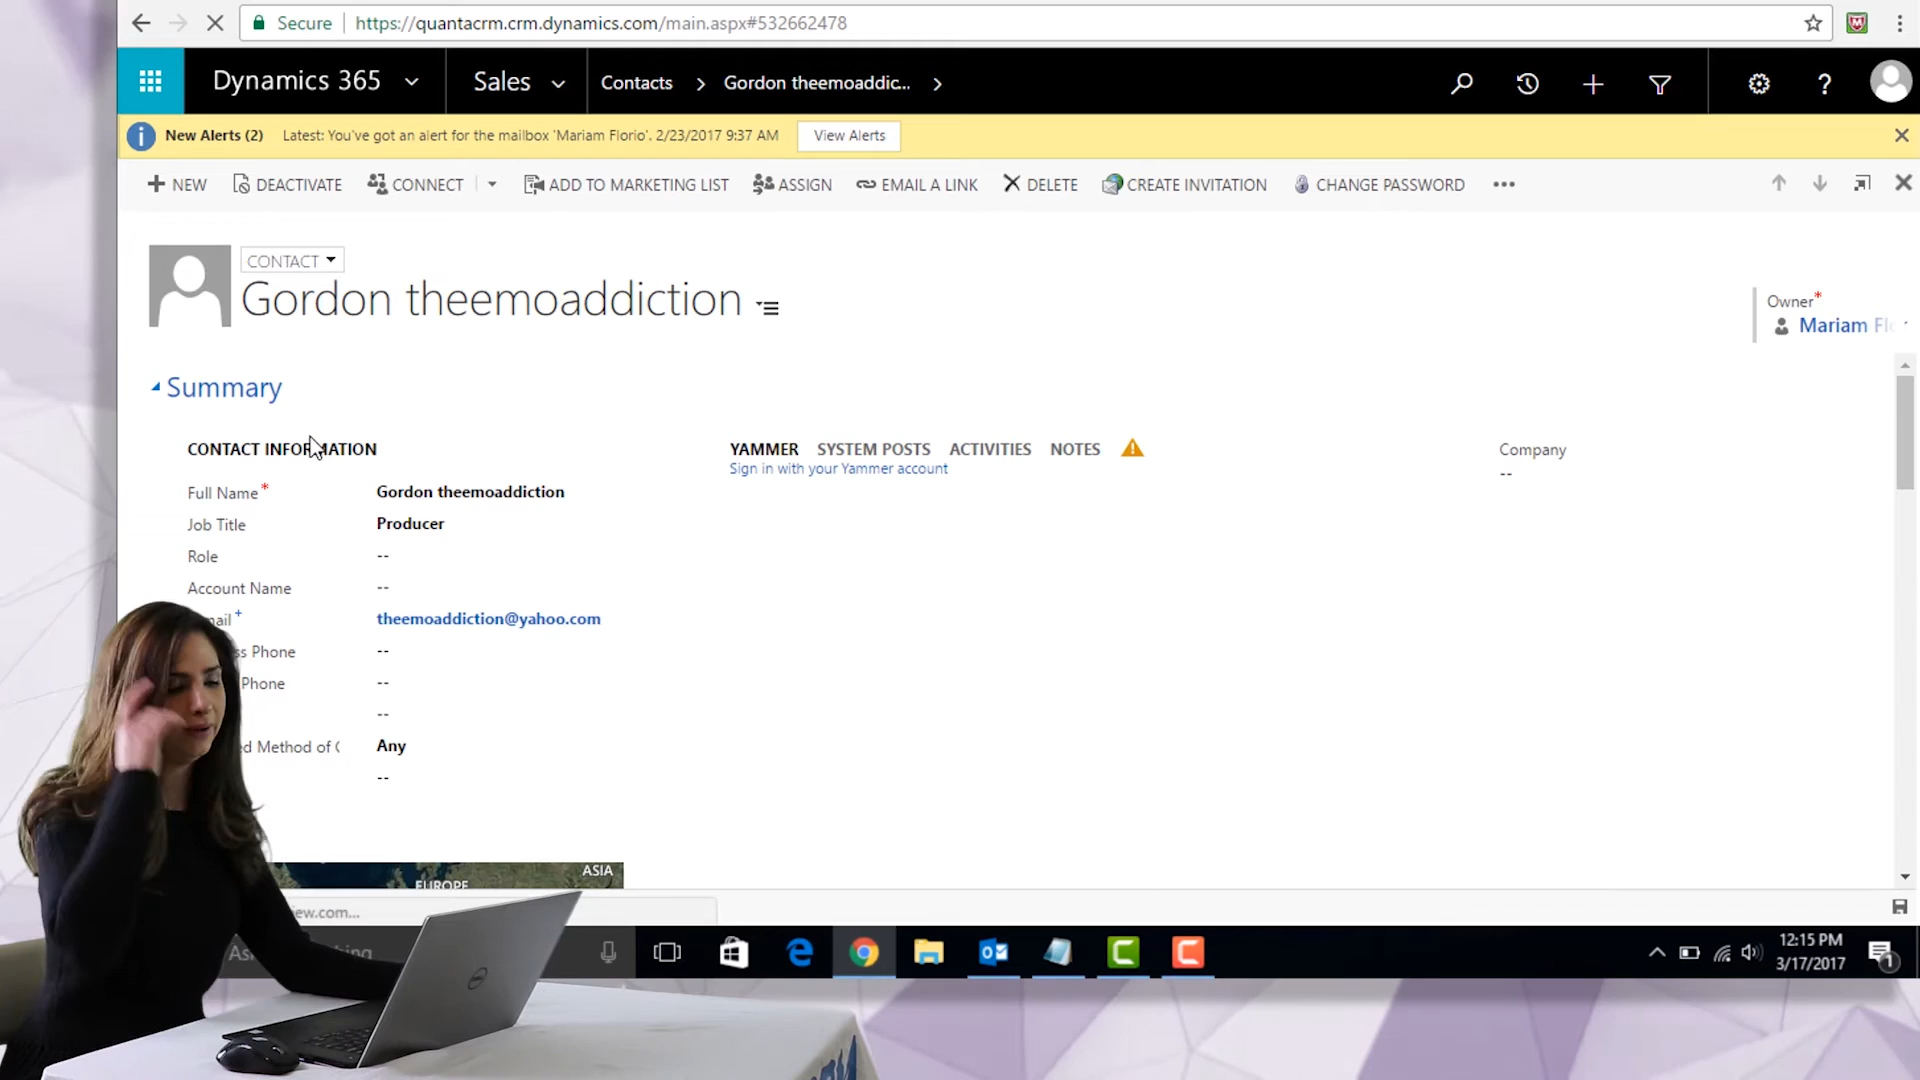 Secure https://quantacrm.crm.dynamics.com/main.aspx#532662478
Dynamics 365 Sales Contacts > Gordon theemoaddic... >
New Alerts (2) Latest: You've got an alert for the mailbox 'Mariam Florio'. 2/23/2017 9:37 AM View Alerts
NEW DEACTIVATE CONNECT ADD TO MARKETING LIST ASSIGN EMAIL A LINK DELETE CREATE INVITATION CHANGE PASSWORD ...
CONTACT
Gordon theemoaddiction
Owner*
Mariam
Summary
CONTACT INFORMATION
YAMMER SYSTEM POSTS ACTIVITIES NOTES
Sign in with your Yammer account
Company
--
Full Name* Gordon theemoaddiction
Job Title Producer
Role --
Account Name --
theemoaddiction@yahoo.com
Phone --
Phone --
--
Method of Any
--
ASIA
EUROPE
ew.com...
12:15 PM
3/17/2017
1
DELL